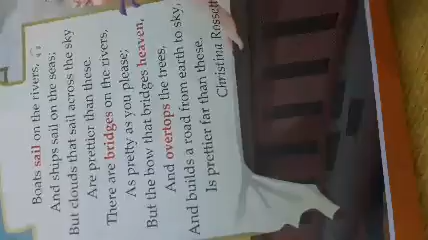 Boats sail on the rivers,
And ships sail on the seas;
But clouds that sail across the sky
Are prettier than these.
There are bridges on the rivers,
As pretty as you please;
But the bow that bridges heaven,
And overtops the trees,
And builds a road from earth to sky,
Is prettier far than these.
Christina Rossett